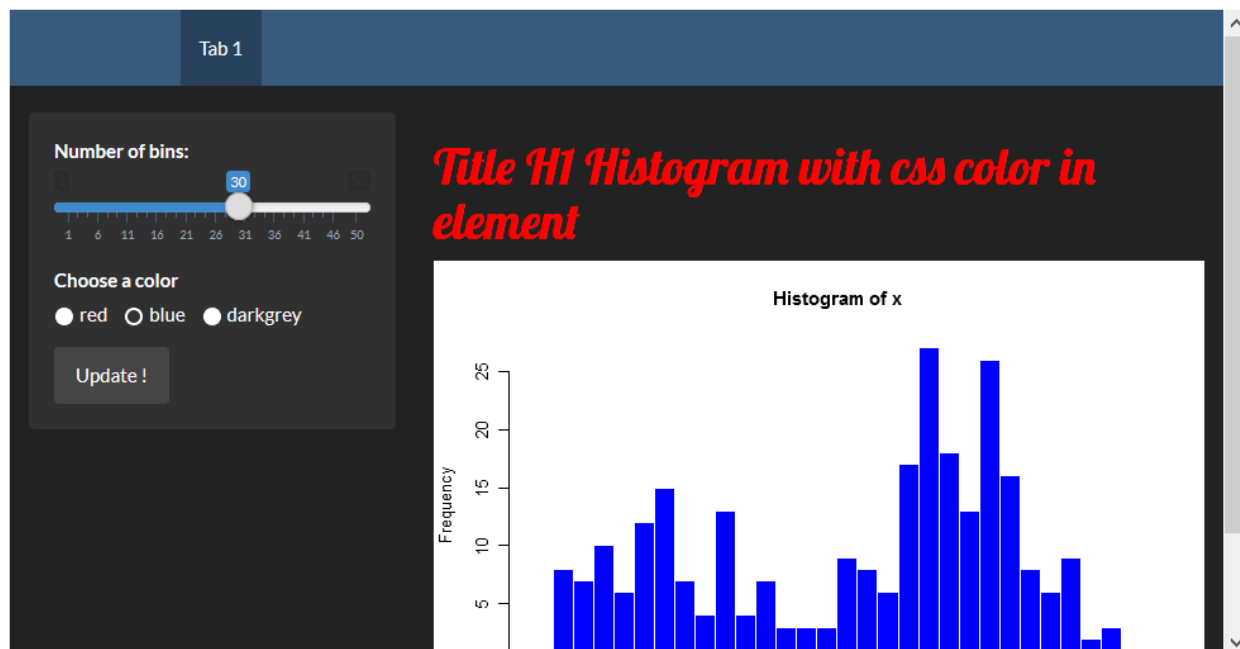 Tab 1
Number of bins:
30
1 6 11 16 21 26 31 36 41 46 50
Choose a color
red blue darkgrey
Update !
Title H1 Histogram with css color in
element
Histogram of x
Frequency
25
20
15
10
5